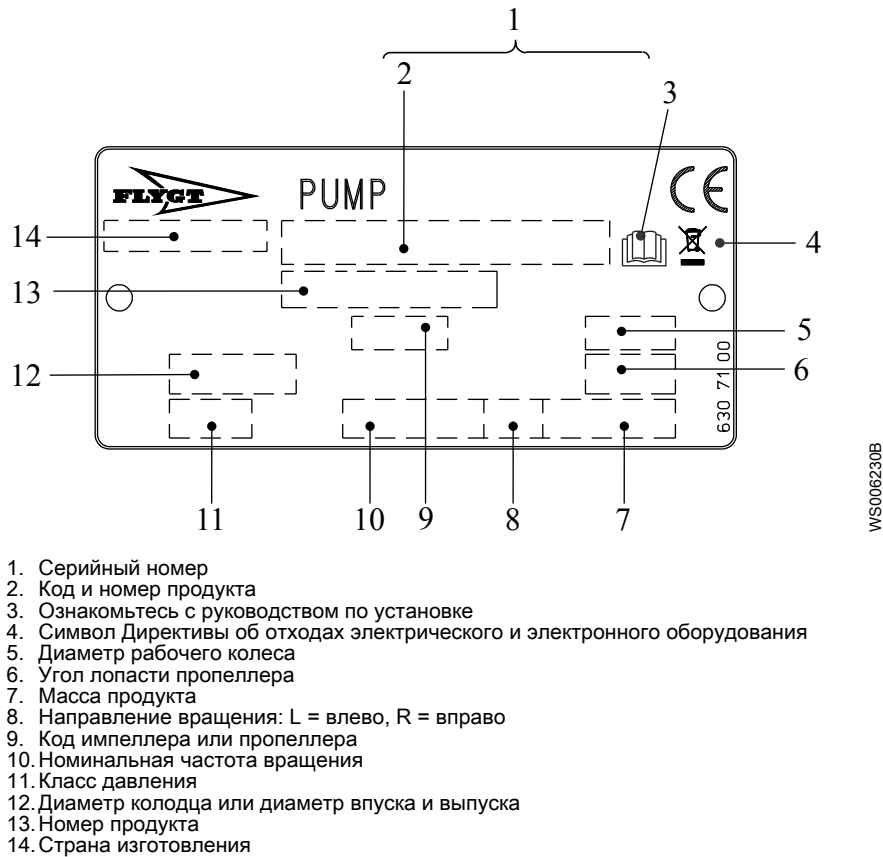 1
2
3
FLYGT
PUMP
CE
14
4
13
5
12
6
630 71 00
11
10
9
8
7
WS006230B
1. Серийный номер
2. Код и номер продукта
3. Ознакомьтесь с руководством по установке
4. Символ Директивы об отходах электрического и электронного оборудования
5. Диаметр рабочего колеса
6. Угол лопасти пропеллера
7. Масса продукта
8. Направление вращения: L = влево, R = вправо
9. Код импеллера или пропеллера
10. Номинальная частота вращения
11. Класс давления
12. Диаметр колодца или диаметр впуска и выпуска
13. Номер продукта
14. Страна изготовления